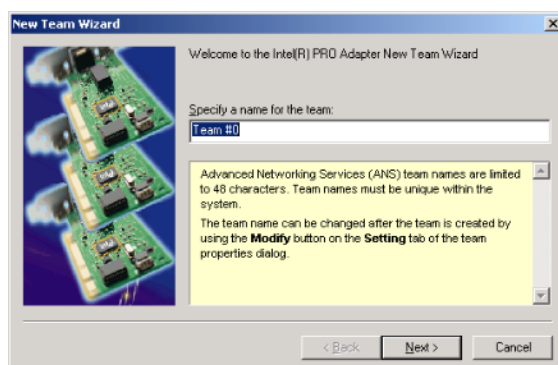 New Team Wizard
Welcome to the Intel(R) PRO Adapter New Team Wizard
Specify a name for the team:
Team #0
Advanced Networking Services (ANS) team names are limited
to 48 characters. Team names must be unique within the
system.
The team name can be changed after the team is created by
using the Modify button on the Setting tab of the team
properties dialog.
< Back
Next >
Cancel